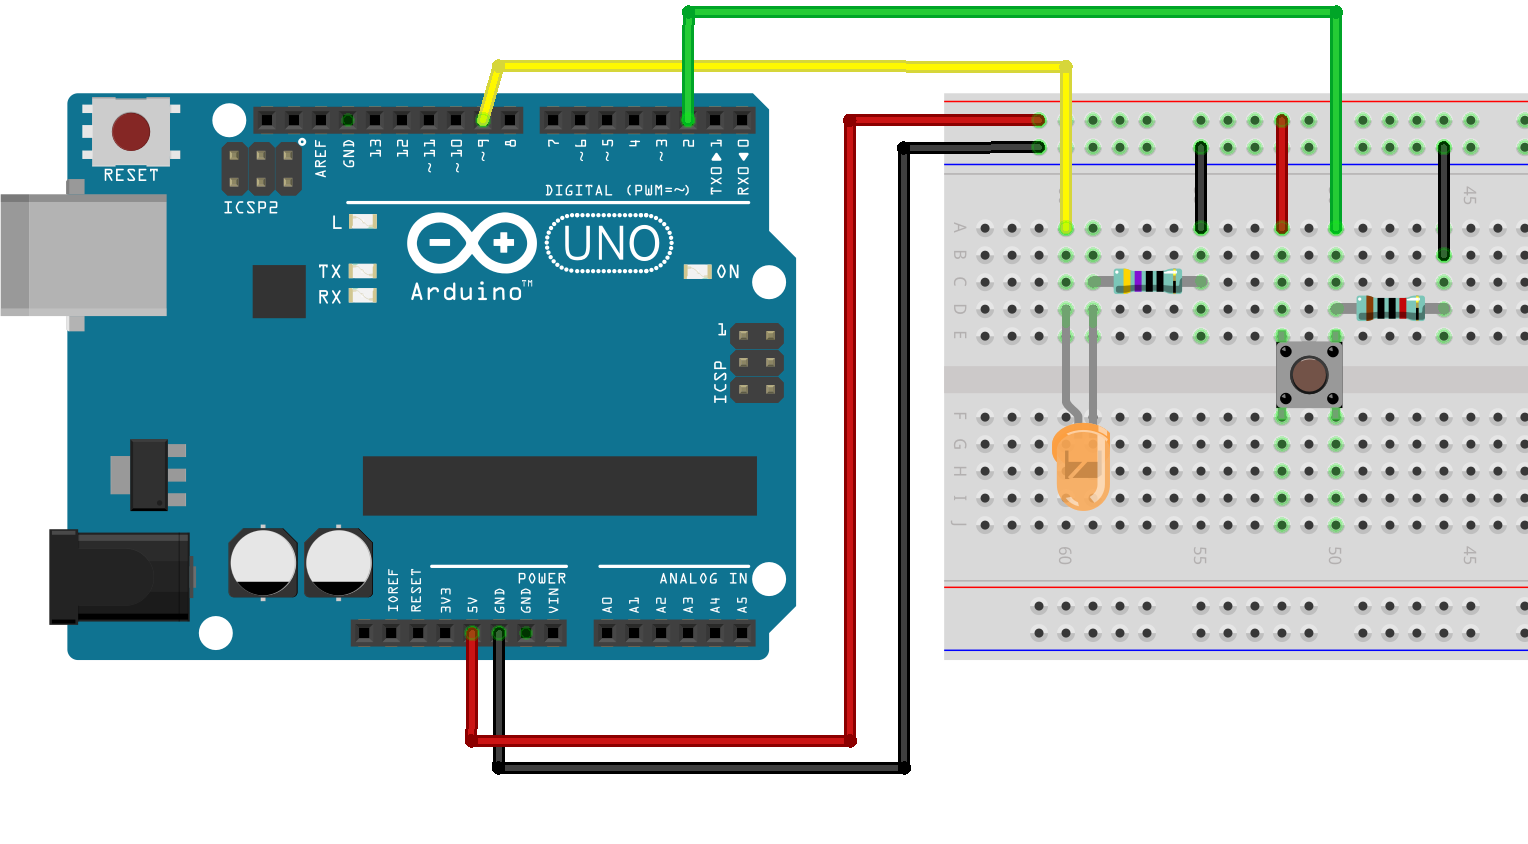 RESET
ICSP2
AREF
GND
13
12
~11
~10
~9
8
7
~6
~5
4
~3
2
TX0▶1
RX0◀0
DIGITAL (PWM=~)
L
TX
RX
UNO
Arduino™
ON
1
ICSP
IOREF
RESET
3V3
5V
GND
GND
VIN
POWER
ANALOG IN
A0
A1
A2
A3
A4
A5
45
A
B
C
D
E
F
G
H
I
J
60
55
50
45